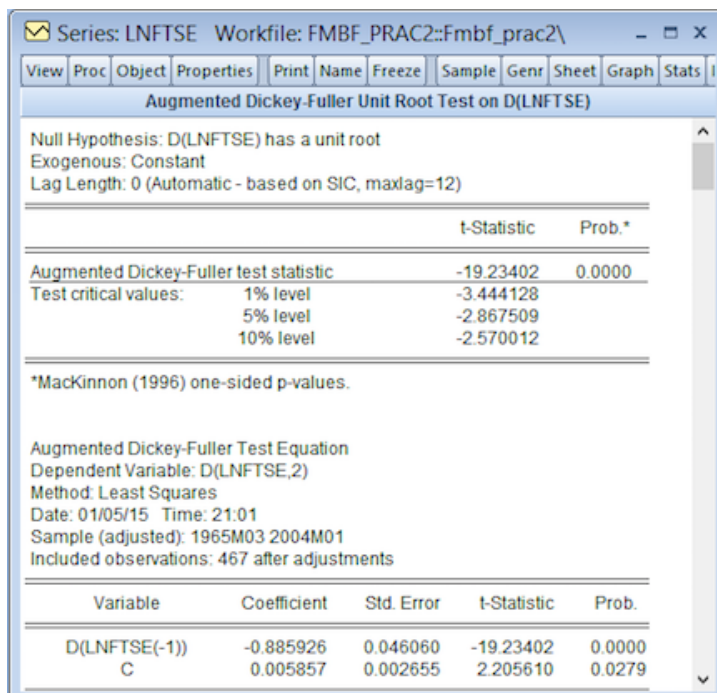 Series: LNFTSE Workfile: FMBF_PRAC2::Fmbf_prac2\
View Proc Object Properties Print Name Freeze Sample Genr Sheet Graph Stats
Augmented Dickey-Fuller Unit Root Test on D(LNFTSE)
Null Hypothesis: D(LNFTSE) has a unit root
Exogenous: Constant
Lag Length: 0 (Automatic - based on SIC, maxlag=12)
t-Statistic Prob.*
Augmented Dickey-Fuller test statistic -19.23402 0.0000
Test critical values: 1% level -3.444128
5% level -2.867509
10% level -2.570012
*MacKinnon (1996) one-sided p-values.
Augmented Dickey-Fuller Test Equation
Dependent Variable: D(LNFTSE,2)
Method: Least Squares
Date: 01/05/15 Time: 21:01
Sample (adjusted): 1965M03 2004M01
Included observations: 467 after adjustments
Variable Coefficient Std. Error t-Statistic Prob.
D(LNFTSE(-1)) -0.885926 0.046060 -19.23402 0.0000
C 0.005857 0.002655 2.205610 0.0279